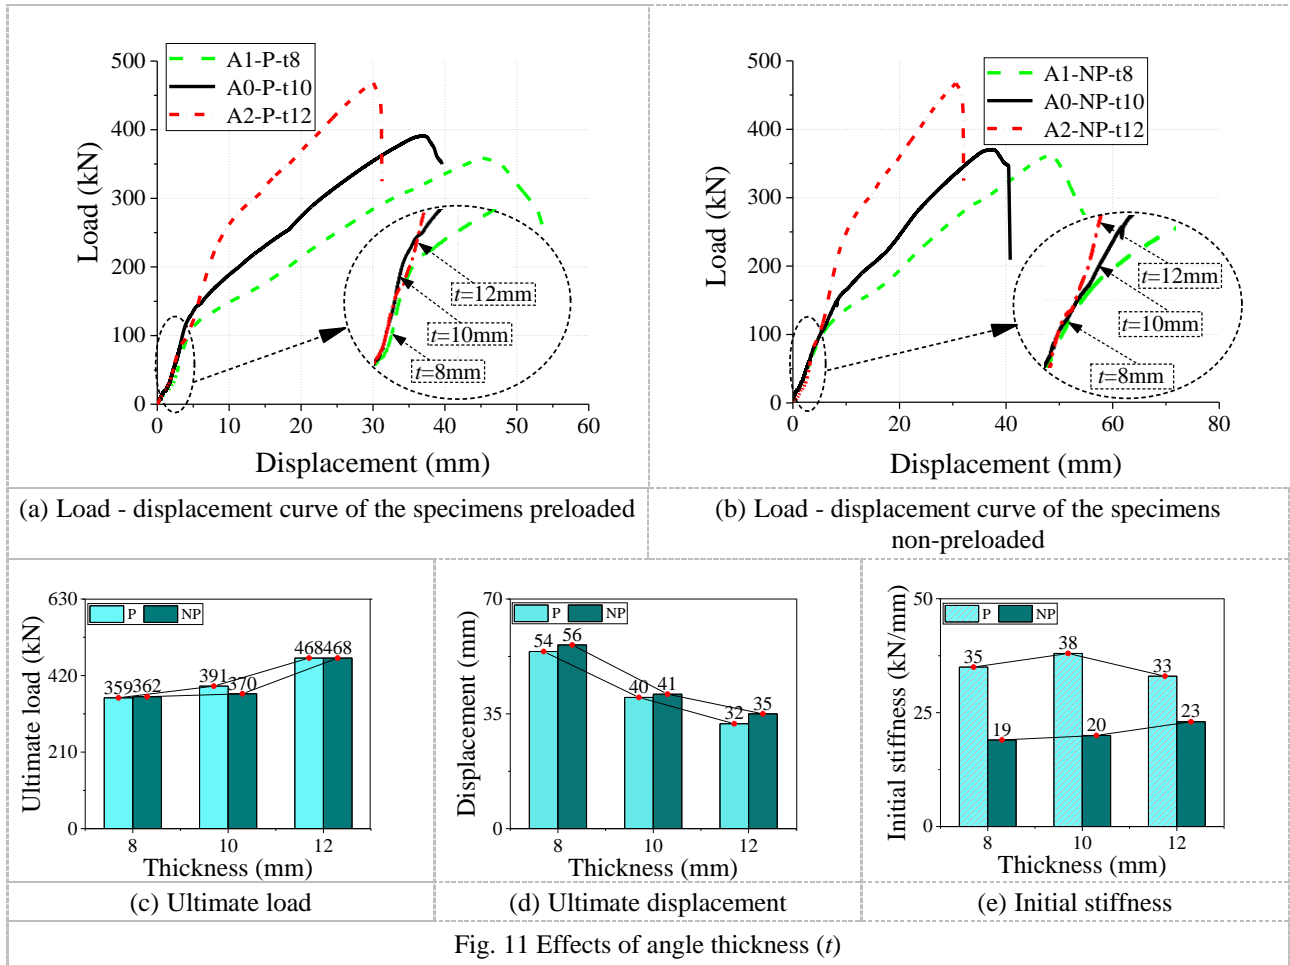 A1-P-t8
A0-P-t10
A2-P-t12
500
400
300
200
100
0
Load (kN)
t=12mm
t=10mm
t=8mm
0 10 20 30 40 50 60
Displacement (mm)
A1-NP-t8
A0-NP-t10
A2-NP-t12
500
400
300
200
100
0
Load (kN)
t=12mm
t=10mm
t=8mm
0 20 40 60 80
Displacement (mm)
(a) Load - displacement curve of the specimens preloaded
(b) Load - displacement curve of the specimens
non-preloaded
630
420
210
0
Ultimate load (kN)
P NP
359 362 391 370 468 468
8 10 12
Thickness (mm)
70
35
0
Displacement (mm)
P NP
54 56 40 41 32 35
8 10 12
Thickness (mm)
50
25
0
Initial stiffness (kN/mm)
P NP
35 19 38 20 33 23
8 10 12
Thickness (mm)
(c) Ultimate load
(d) Ultimate displacement
(e) Initial stiffness
Fig. 11 Effects of angle thickness (t)